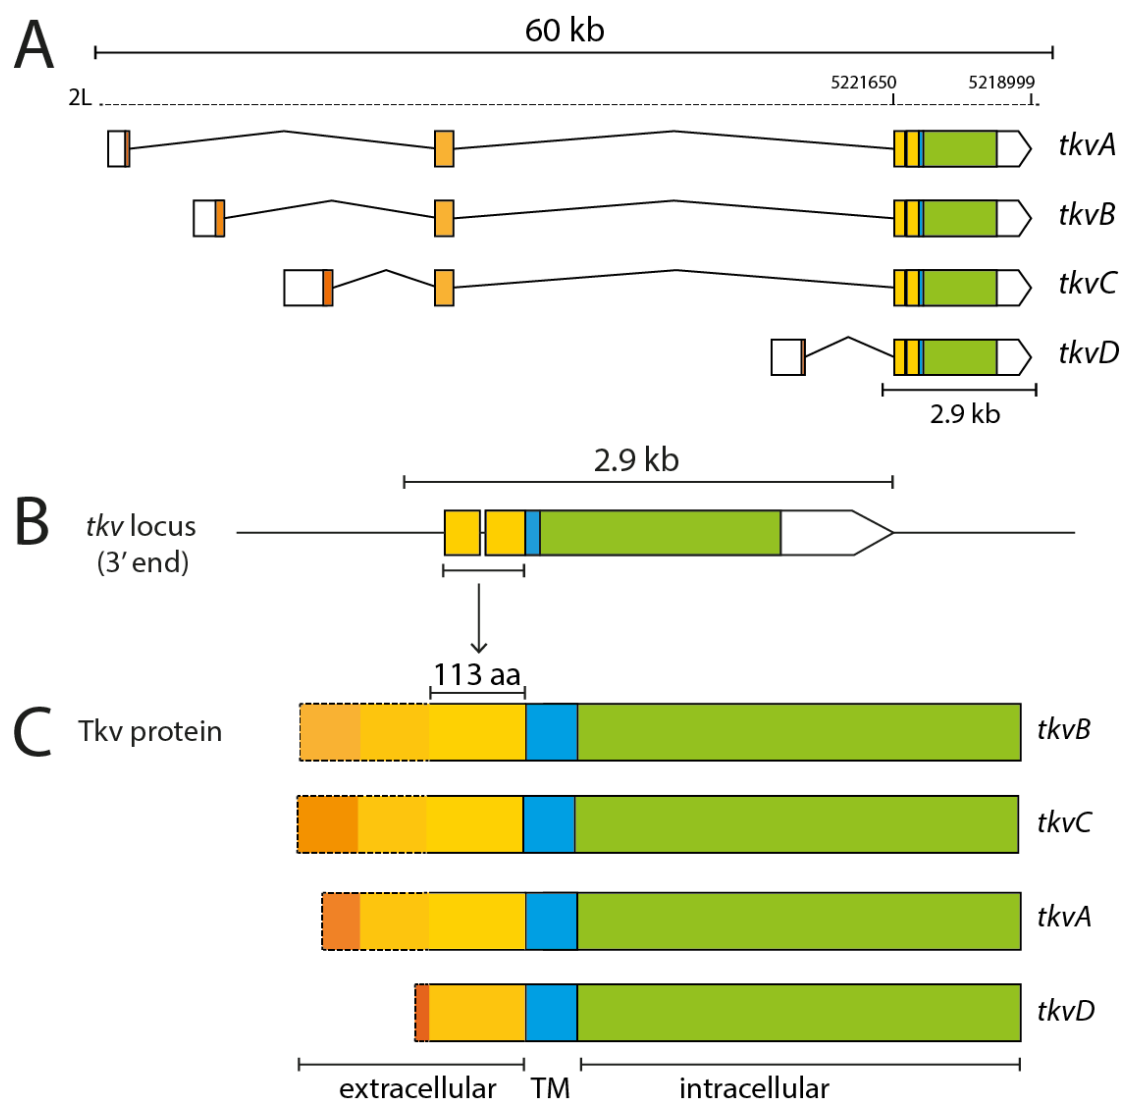 A
60 kb
5221650 5218999
2L
tkvA
tkvB
tkvC
tkvD
2.9 kb
2.9 kb
B
tkv locus
(3’ end)
113 aa
C
Tkv protein
tkvB
tkvC
tkvA
tkvD
extracellular TM intracellular